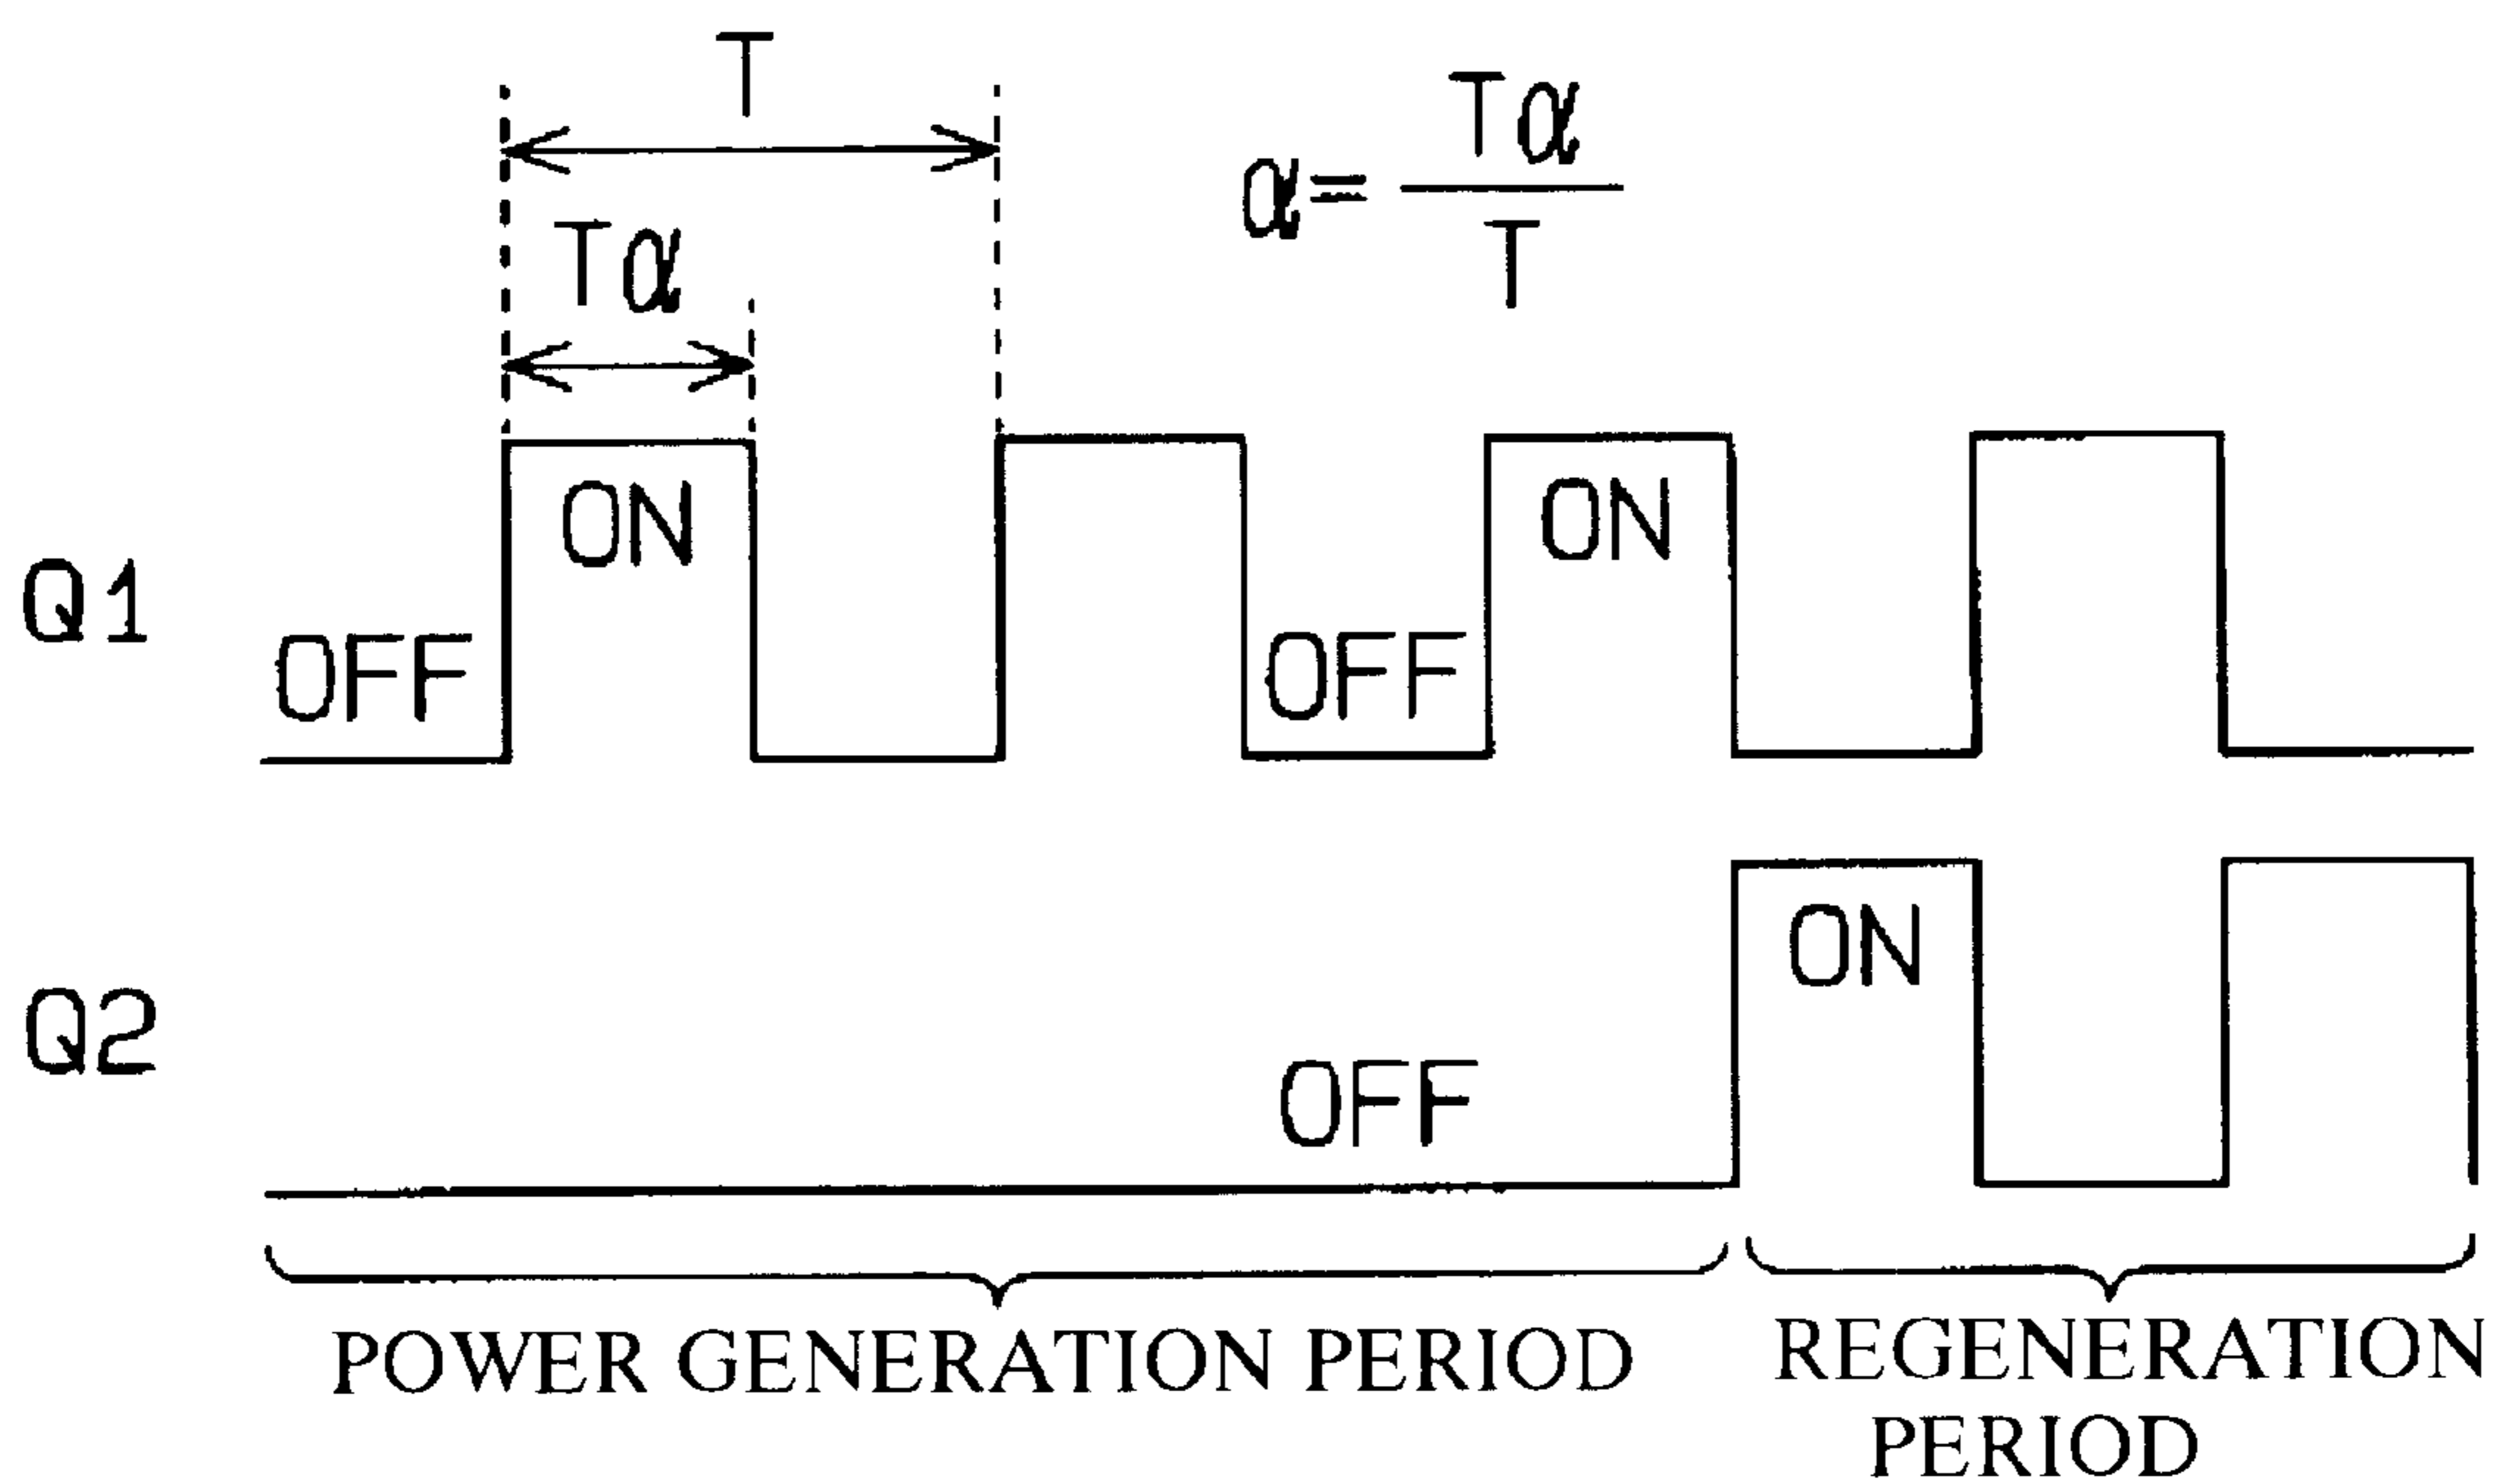 T
Tα
α=Tα/T
Q1
OFF
ON
OFF
ON
Q2
OFF
ON
POWER GENERATION PERIOD
REGENERATION
PERIOD